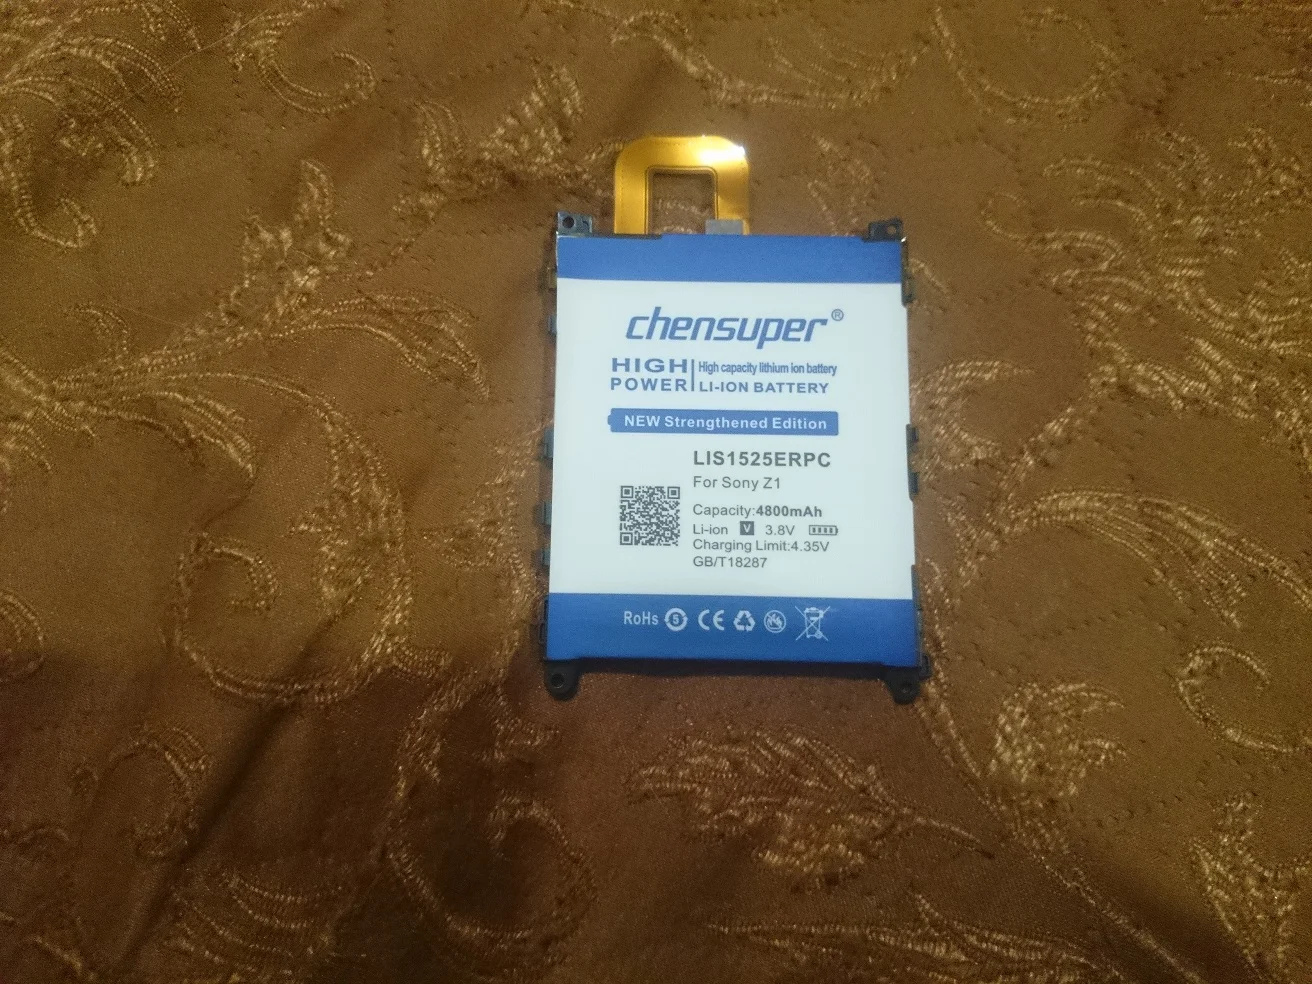 chensuper®
HIGH POWER
High capacity lithium ion battery
LI-ION BATTERY
NEW Strengthened Edition
LIS1525ERPC
For Sony Z1
Capacity:4800mAh
Li-ion V 3.8V
Charging Limit:4.35V
GB/T18287
RoHs 5 CE